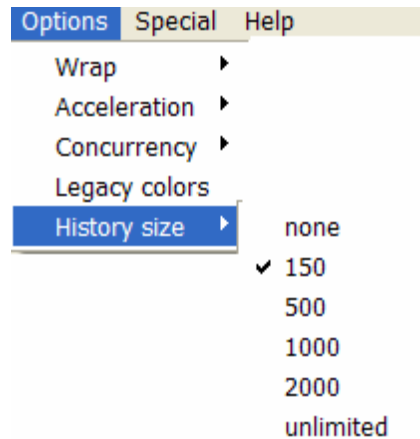 Options Special Help
Wrap
Acceleration
Concurrency
Legacy colors
History size
none
150
500
1000
2000
unlimited